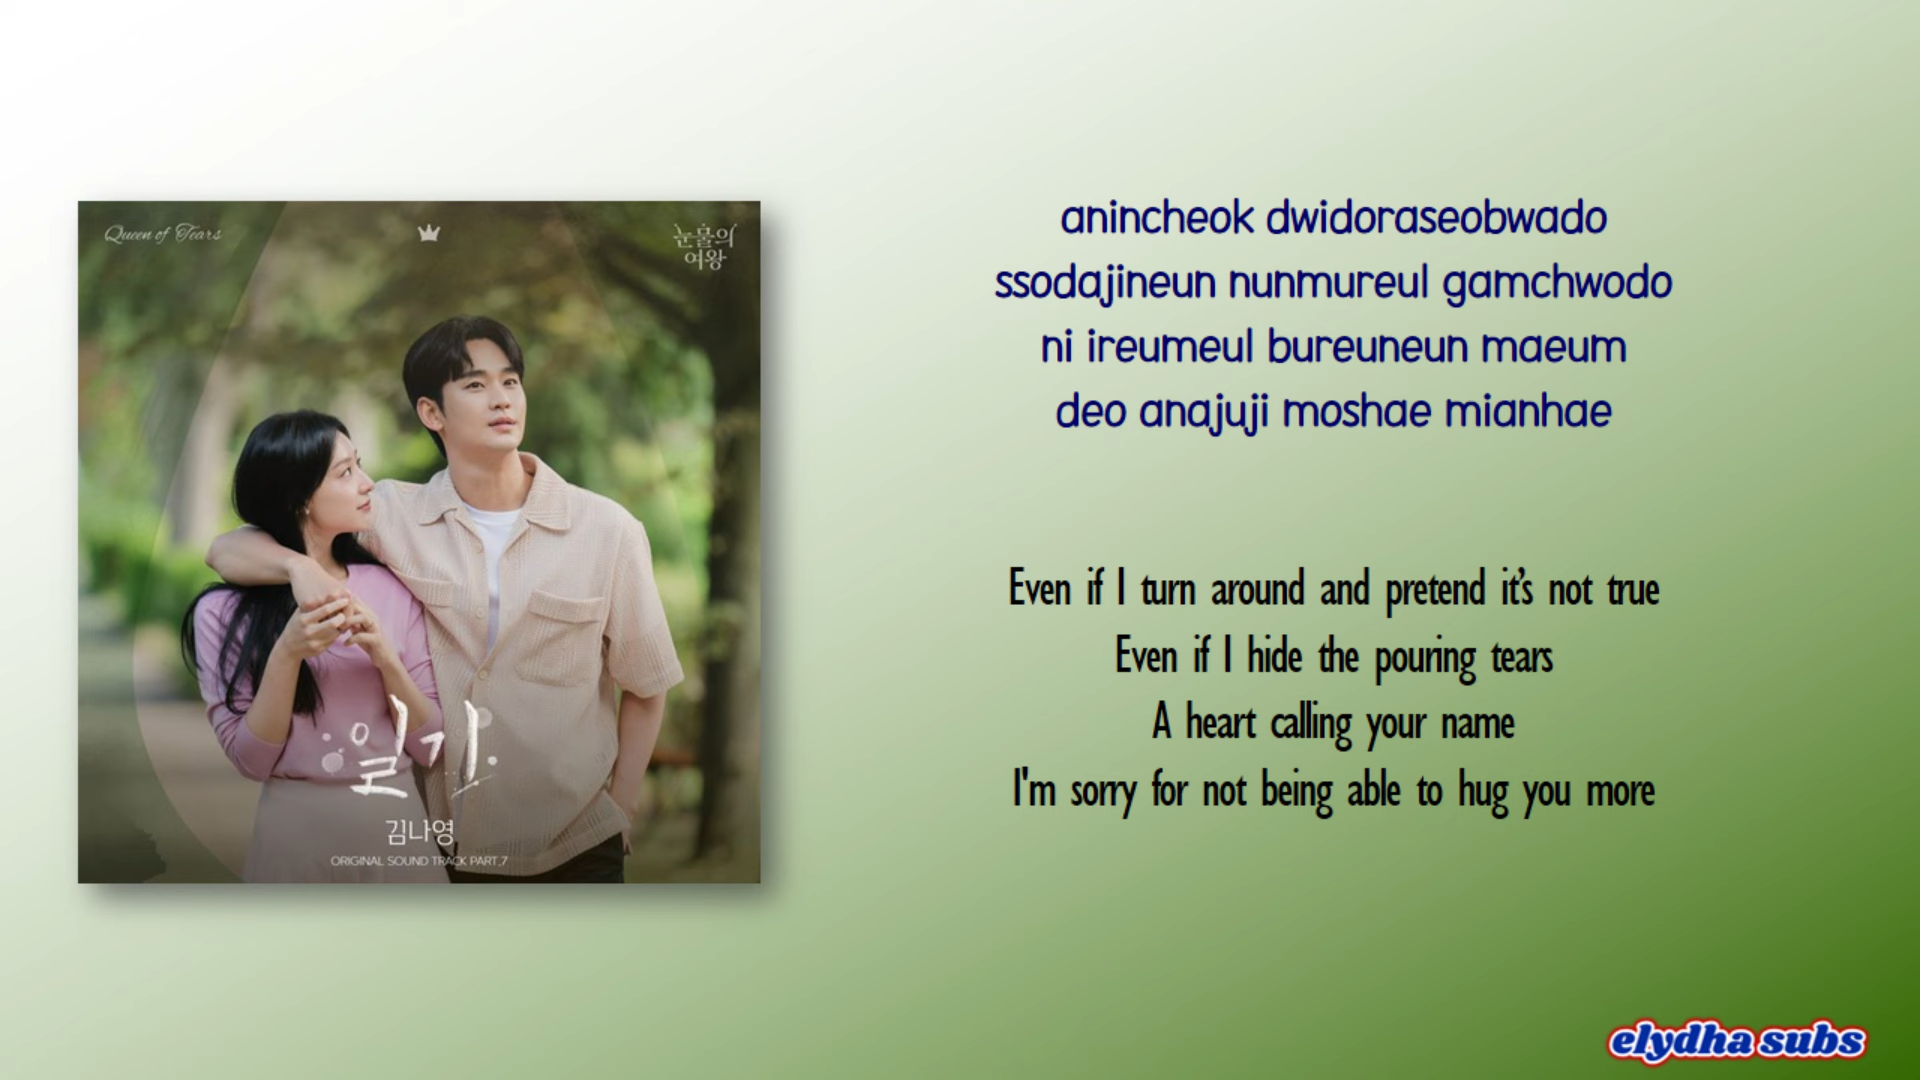 Queen of Tears
눈물의
여왕
일기
김나영
ORIGINAL SOUND TRACK PART.7
anincheok dwidoraseobwado
ssodajineun nunmureul gamchwodo
ni ireumeul bureuneun maeum
deo anajuji moshae mianhae
Even if I turn around and pretend it’s not true
Even if I hide the pouring tears
A heart calling your name
I'm sorry for not being able to hug you more
elydha subs